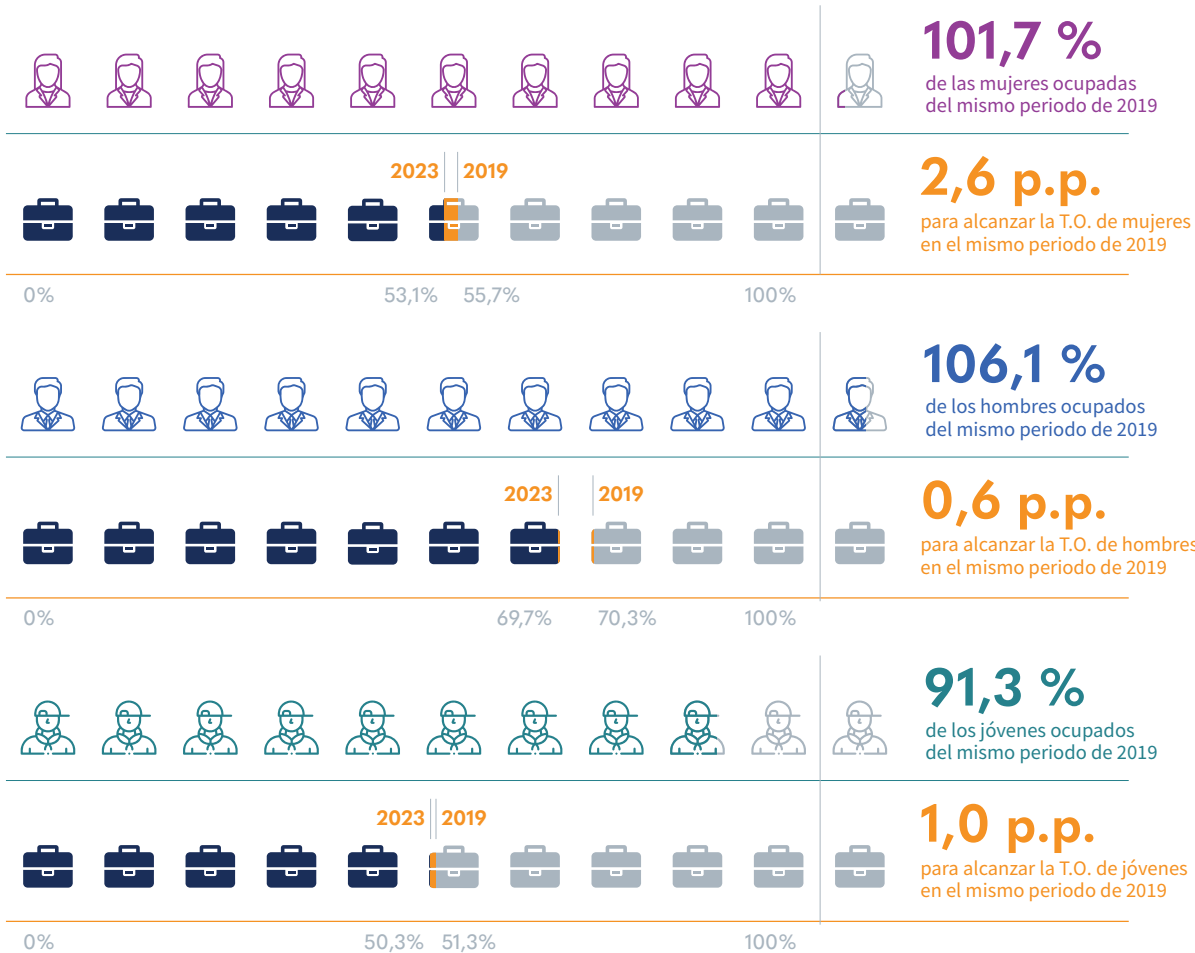 101,7 %
de las mujeres ocupadas
del mismo periodo de 2019
2023 2019
2,6 p.p.
para alcanzar la T.O. de mujeres
en el mismo periodo de 2019
0% 53,1% 55,7% 100%
106,1 %
de los hombres ocupados
del mismo periodo de 2019
2023 2019
0,6 p.p.
para alcanzar la T.O. de hombres
en el mismo periodo de 2019
0% 69,7% 70,3% 100%
91,3 %
de los jóvenes ocupados
del mismo periodo de 2019
2023 2019
1,0 p.p.
para alcanzar la T.O. de jóvenes
en el mismo periodo de 2019
0% 50,3% 51,3% 100%